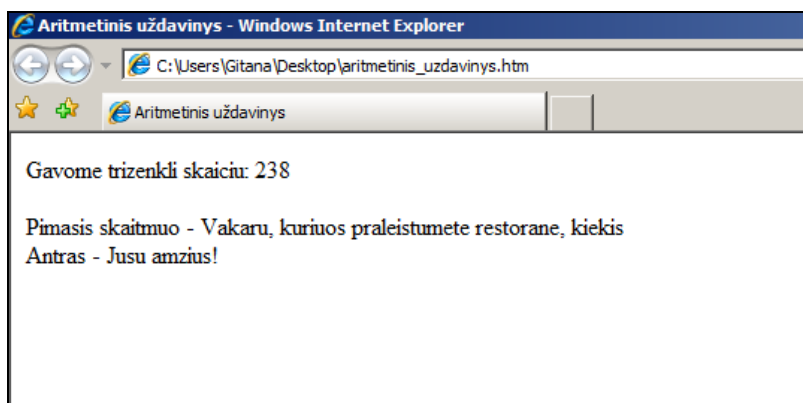 Aritmetinis uždavinys - Windows Internet Explorer
C:\Users\Gitana\Desktop\aritmetinis_uzdavinys.htm
Aritmetinis uždavinys
Gavome trizenkli skaiciu: 238
Pimasis skaitmuo - Vakaru, kuriuos praleistumete restorane, kiekis
Antras - Jusu amzius!